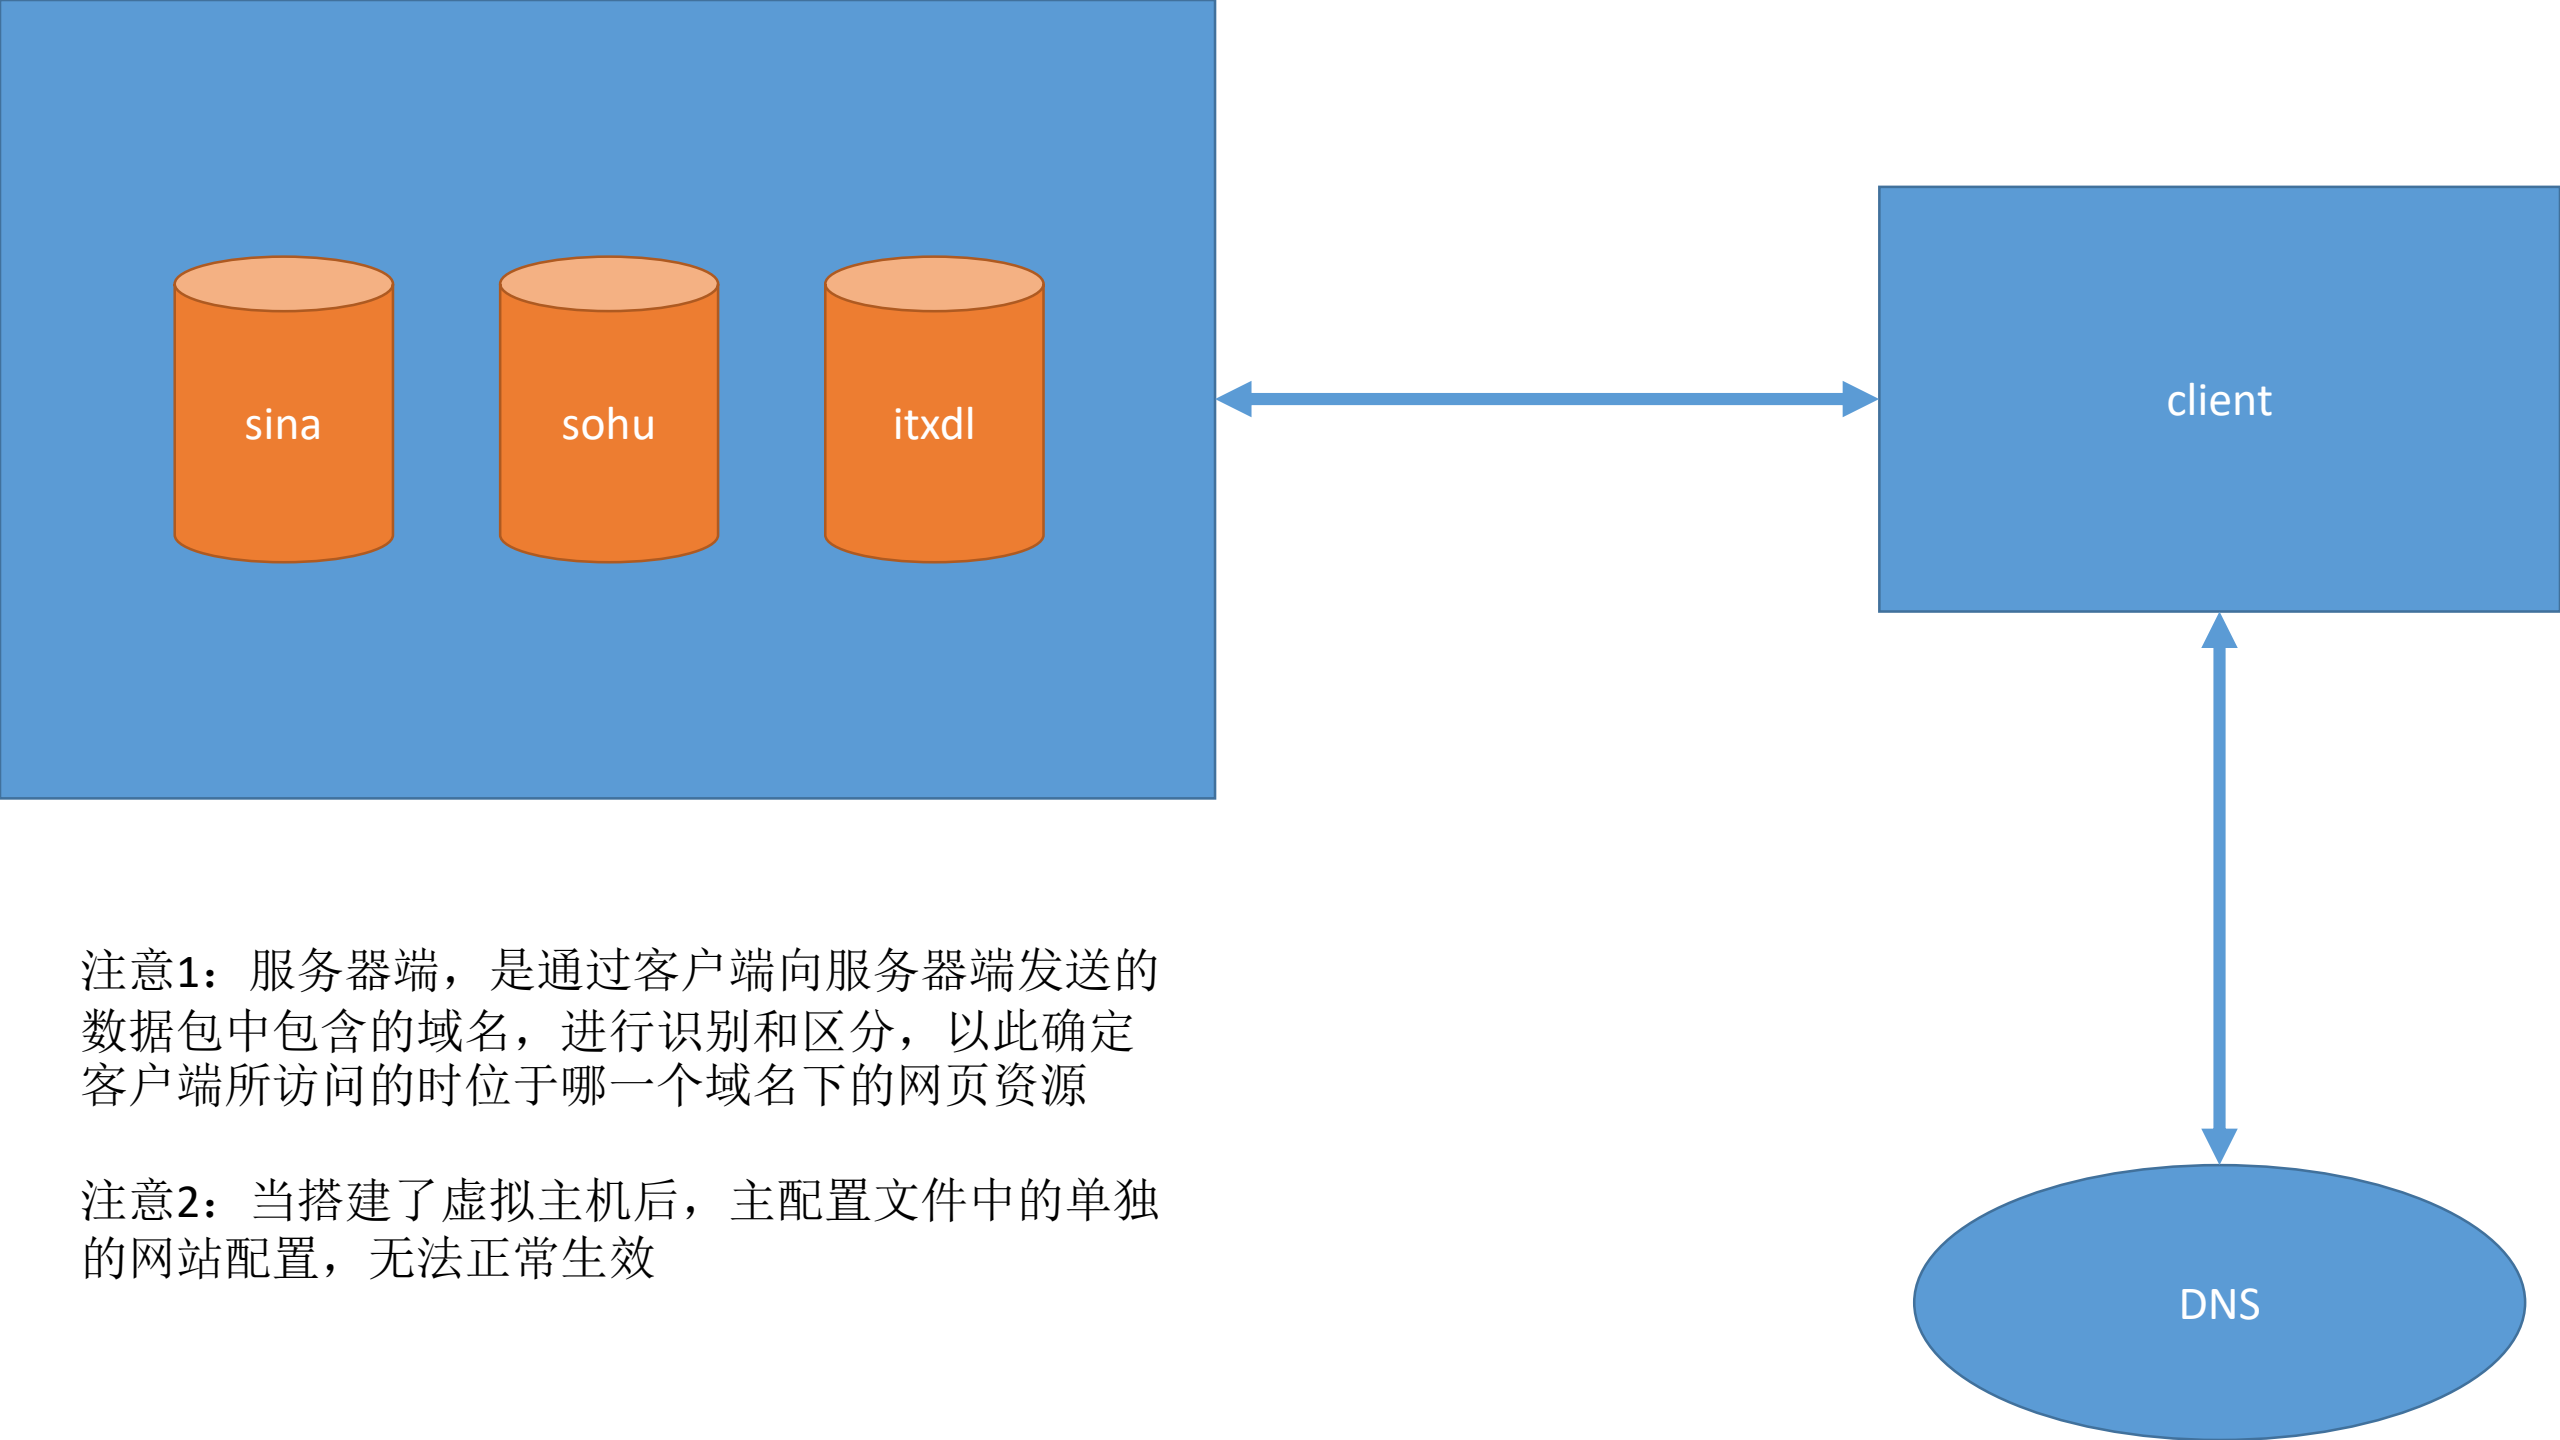 sina
sohu
itxdl
client
注意1：服务器端，是通过客户端向服务器端发送的
数据包中包含的域名，进行识别和区分，以此确定
客户端所访问的时位于哪一个域名下的网页资源
注意2：当搭建了虚拟主机后，主配置文件中的单独
的网站配置，无法正常生效
DNS